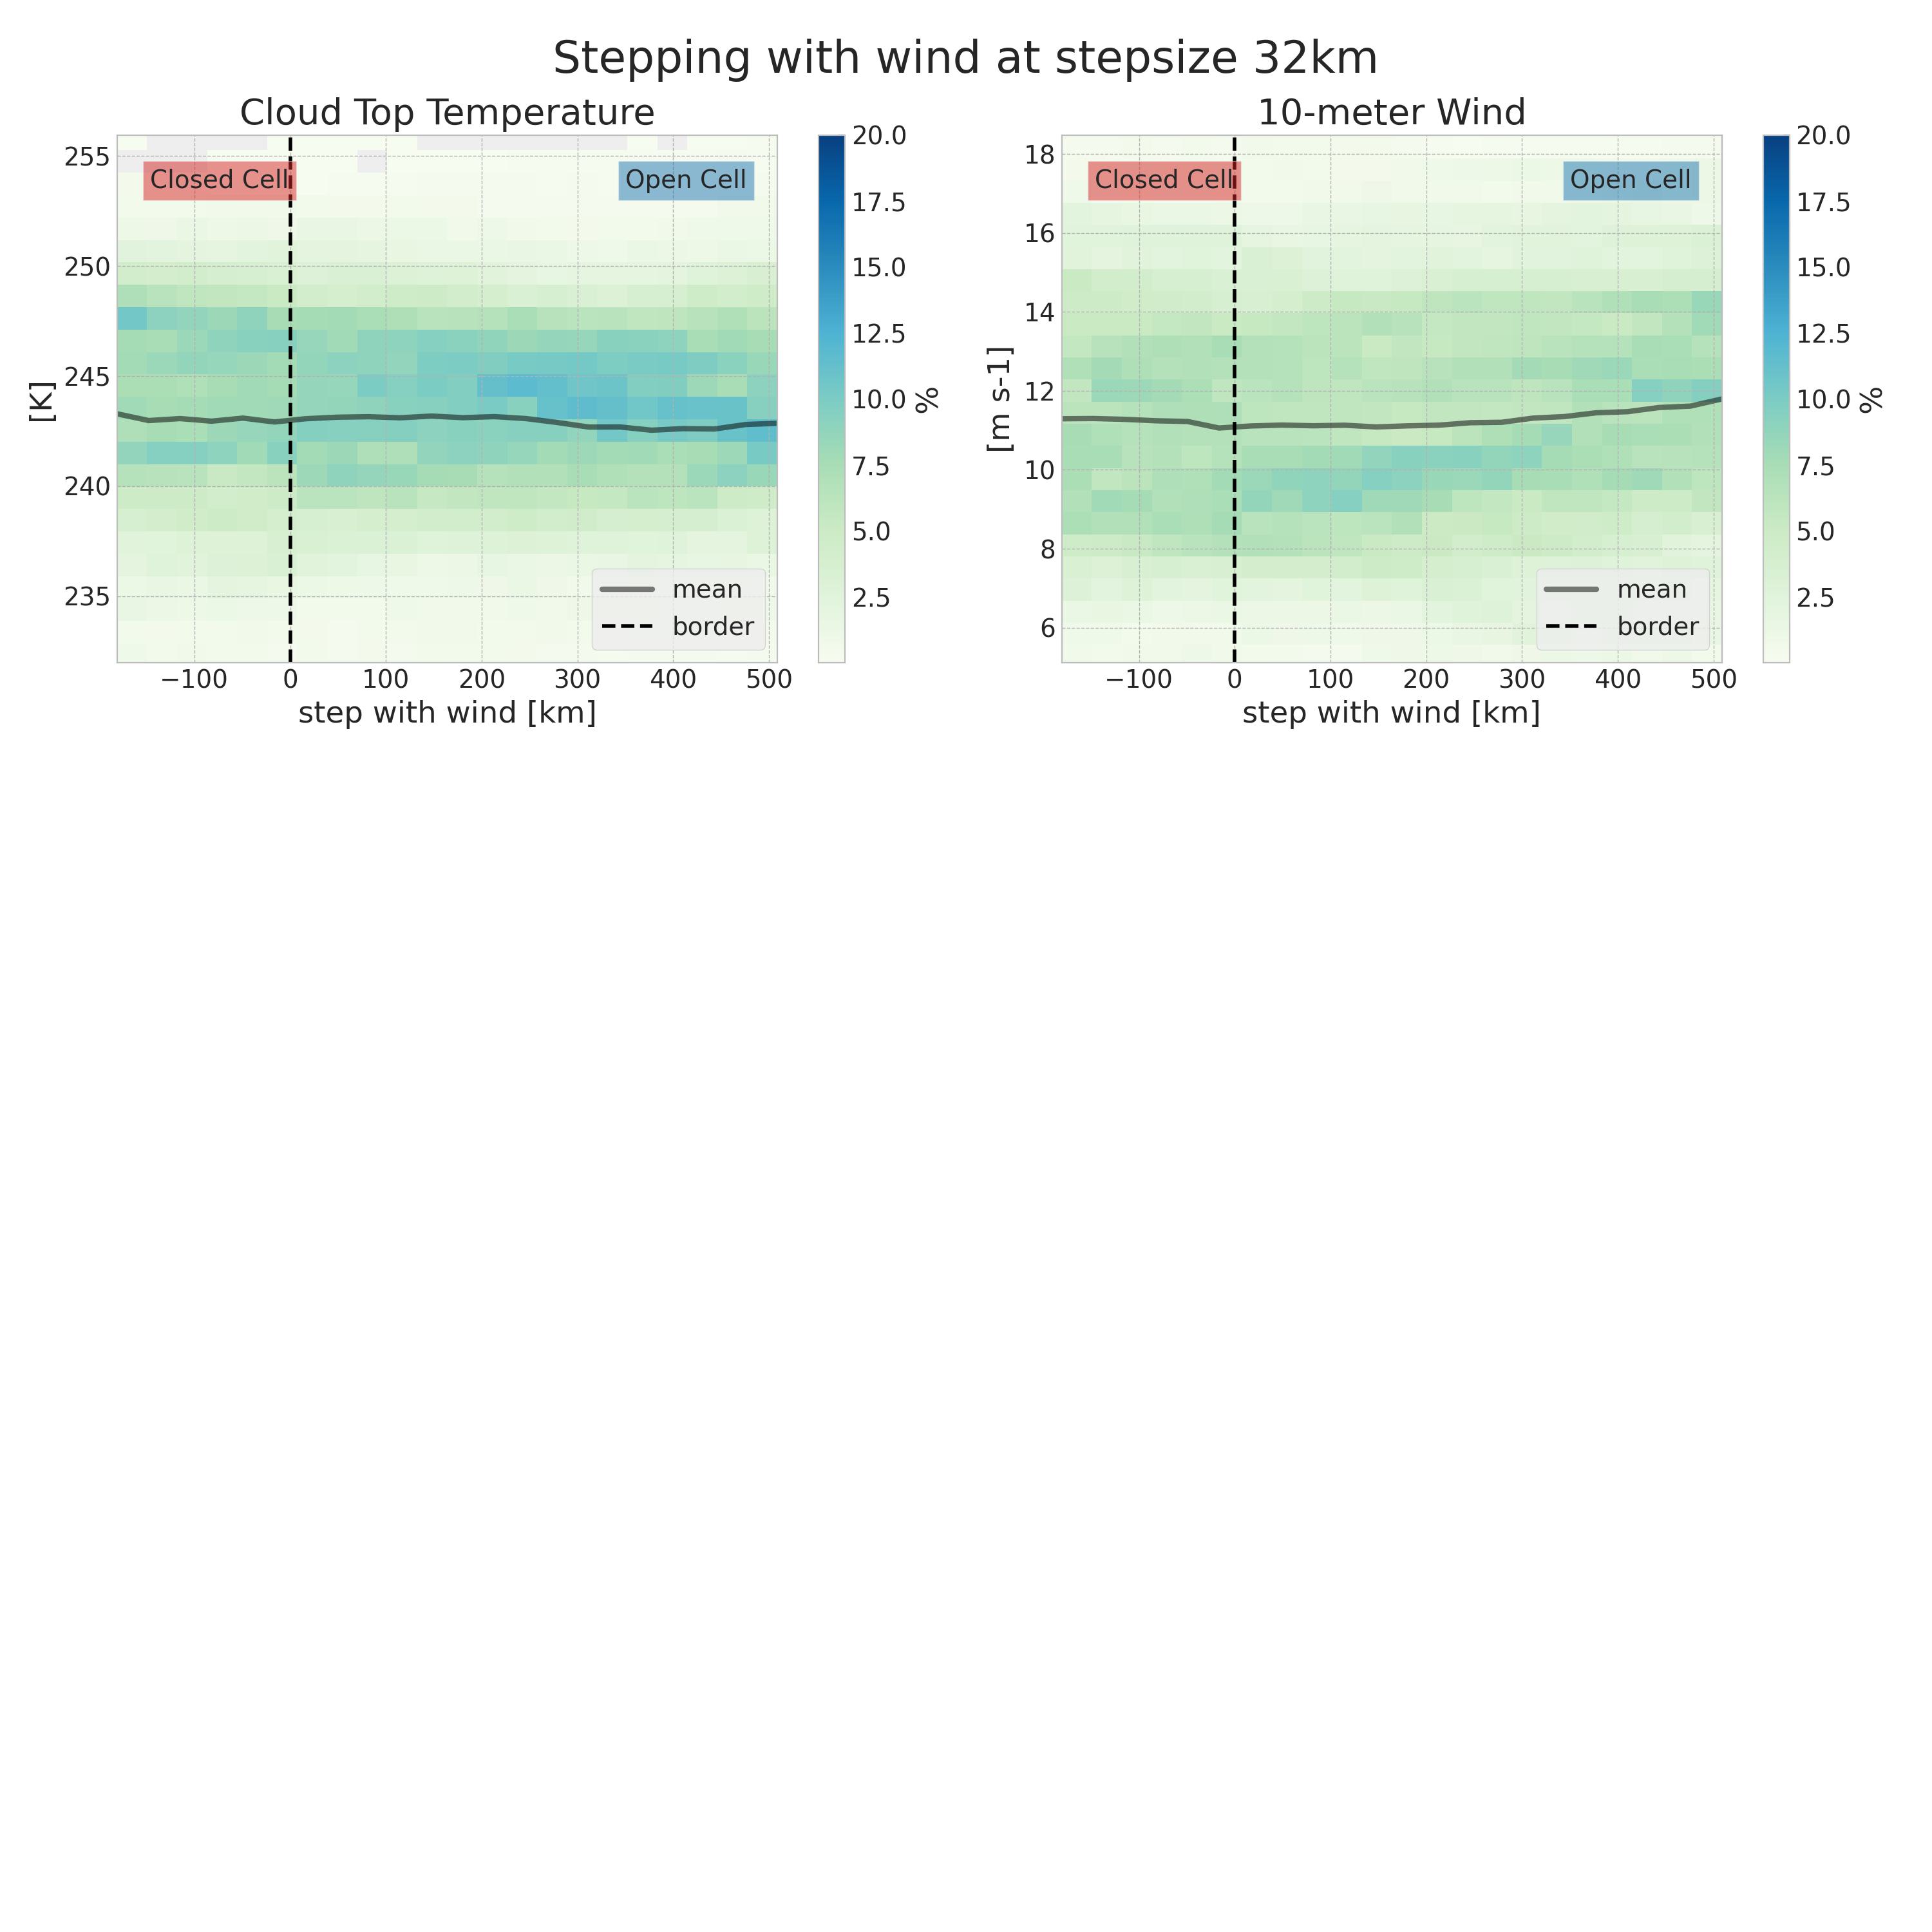 Stepping with wind at stepsize 32km
Cloud Top Temperature
255
250
245
240
235
[K]
Closed Cell
Open Cell
mean
border
−100 0 100 200 300 400 500
step with wind [km]
20.0
17.5
15.0
12.5
10.0
7.5
5.0
2.5
%
10-meter Wind
18
16
14
12
10
8
6
[m s-1]
Closed Cell
Open Cell
mean
border
−100 0 100 200 300 400 500
step with wind [km]
20.0
17.5
15.0
12.5
10.0
7.5
5.0
2.5
%